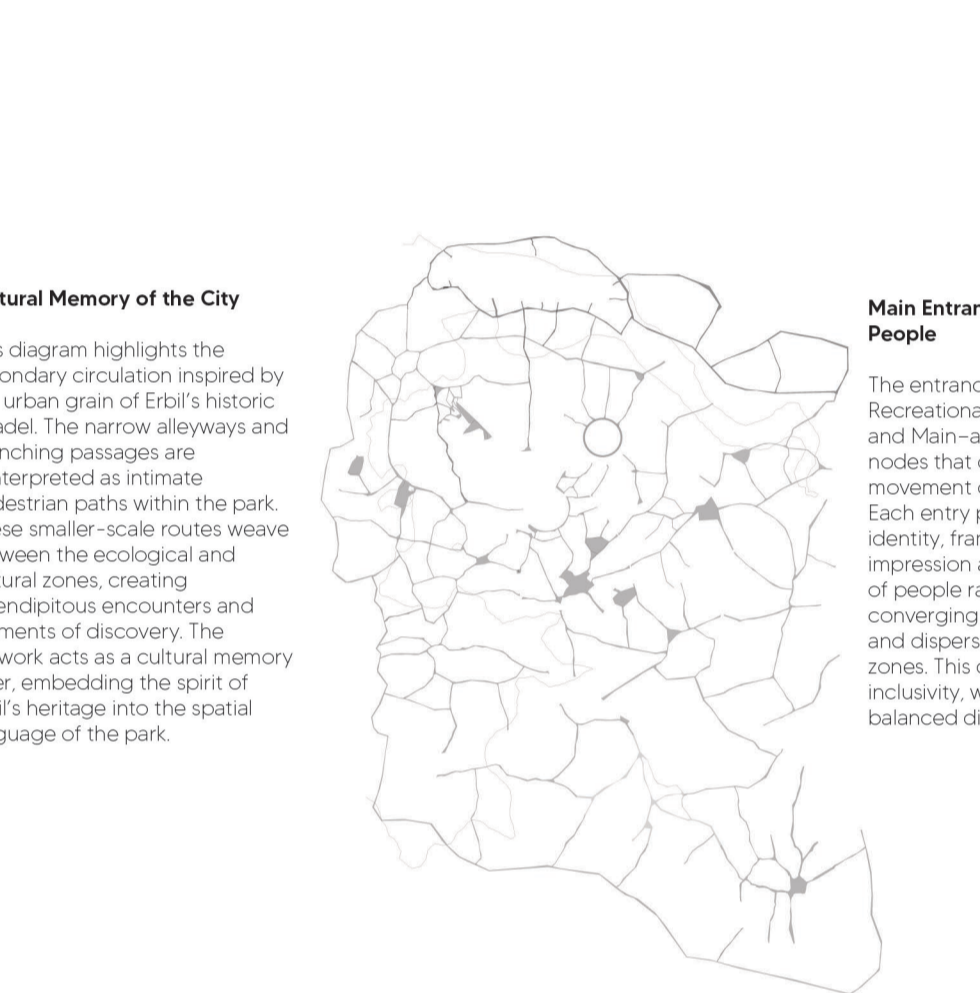 tural Memory of the City
s diagram highlights the
ondary circulation inspired by
urban grain of Erbil's historic
adel. The narrow alleyways and
nching passages are
nterpreted as intimate
destrian paths within the park.
ese smaller-scale routes weave
ween the ecological and
tural zones, creating
endipitous encounters and
ments of discovery. The
work acts as a cultural memory
er, embedding the spirit of
il's heritage into the spatial
guage of the park.
Main Entran
People
The entranc
Recreationa
and Main-a
nodes that
movement
Each entry p
identity, fra
impression
of people ra
converging
and dispers
zones. This
inclusivity, w
balanced di